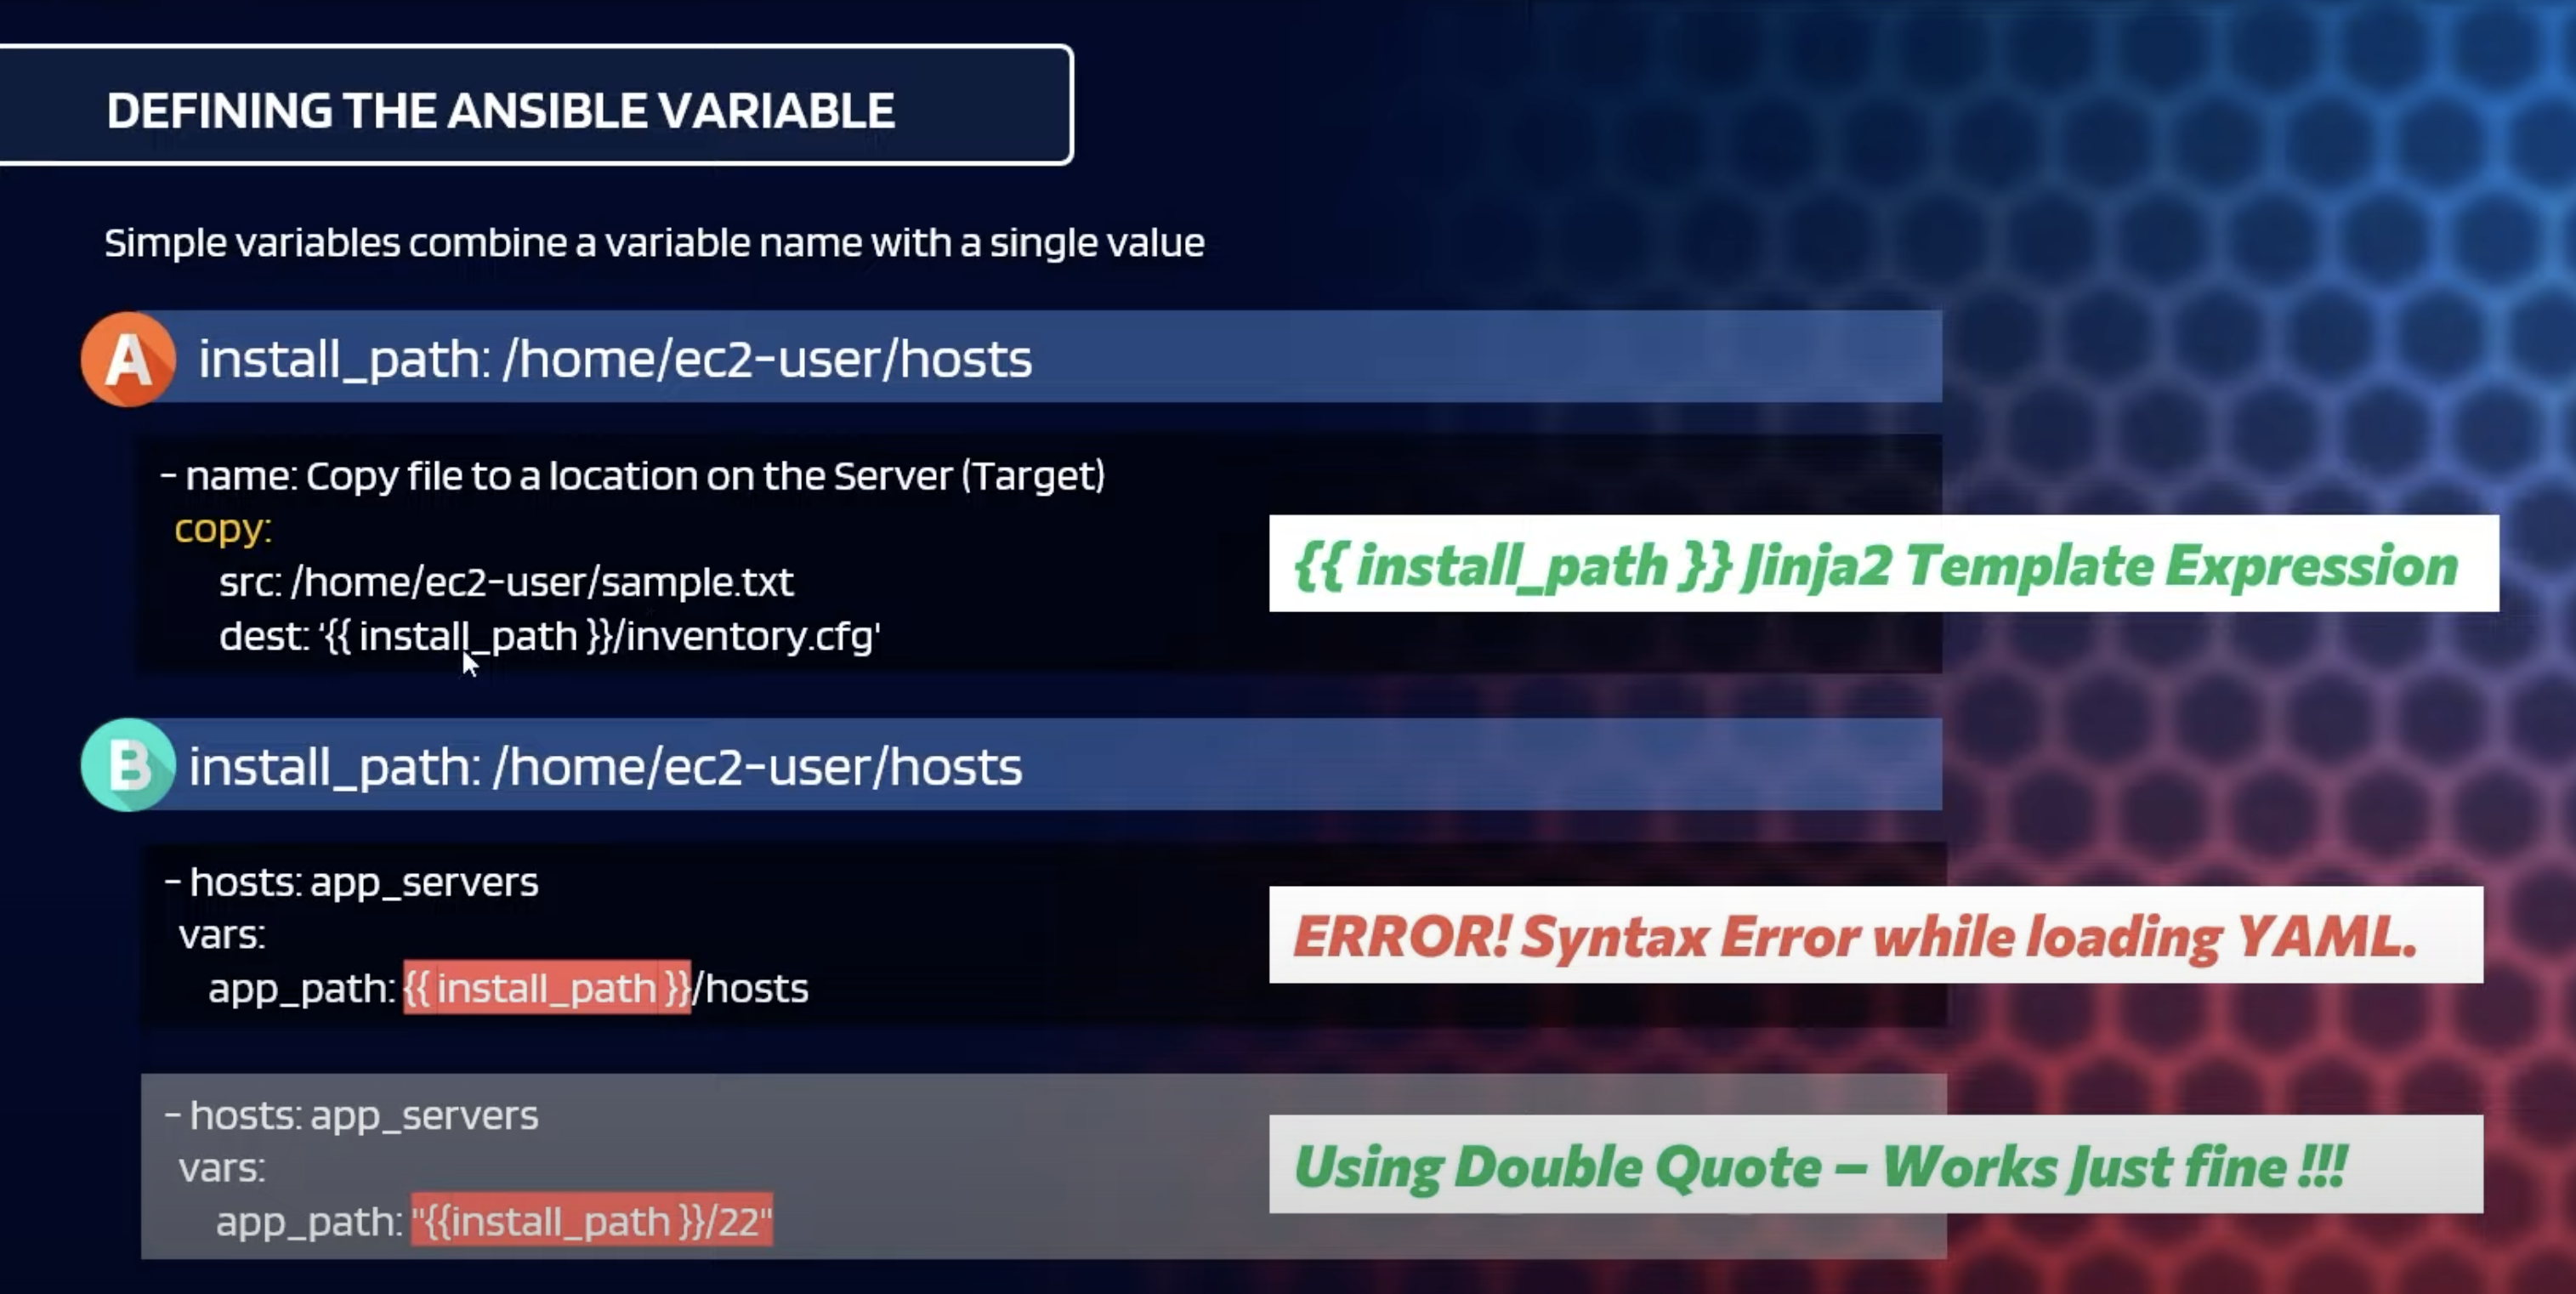 DEFINING THE ANSIBLE VARIABLE
Simple variables combine a variable name with a single value
A install_path: /home/ec2-user/hosts
- name: Copy file to a location on the Server (Target)
copy:
src: /home/ec2-user/sample.txt
dest: ‘{{ install_path }}/inventory.cfg'
{{ install_path }} Jinja2 Template Expression
B install_path: /home/ec2-user/hosts
- hosts: app_servers
vars:
app_path: {{ install_path }}/hosts
ERROR! Syntax Error while loading YAML.
- hosts: app_servers
vars:
app_path: "{{install_path }}/22"
Using Double Quote – Works Just fine !!!